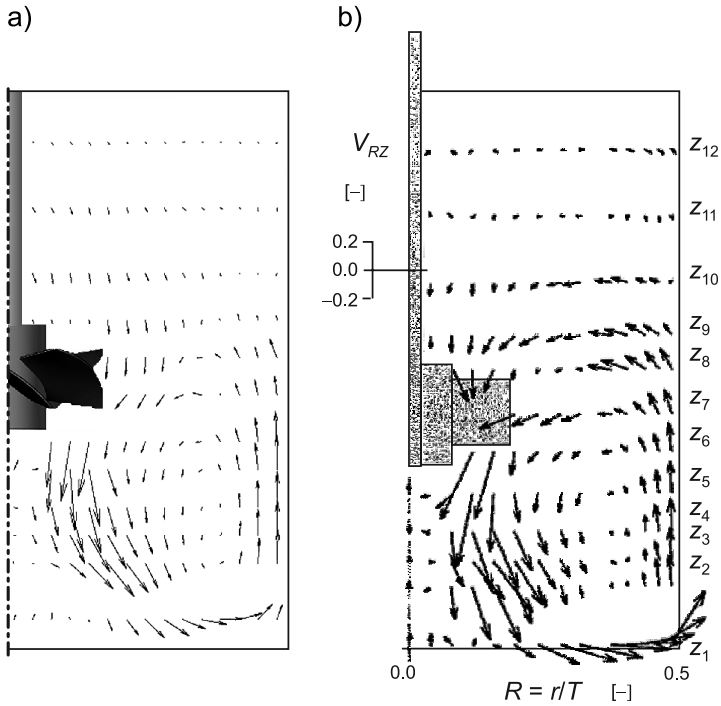 a)
b)
V_RZ
[–]
0.2
0.0
–0.2
z_12
z_11
z_10
z_9
z_8
z_7
z_6
z_5
z_4
z_3
z_2
z_1
0.0
0.5
R = r/T [–]